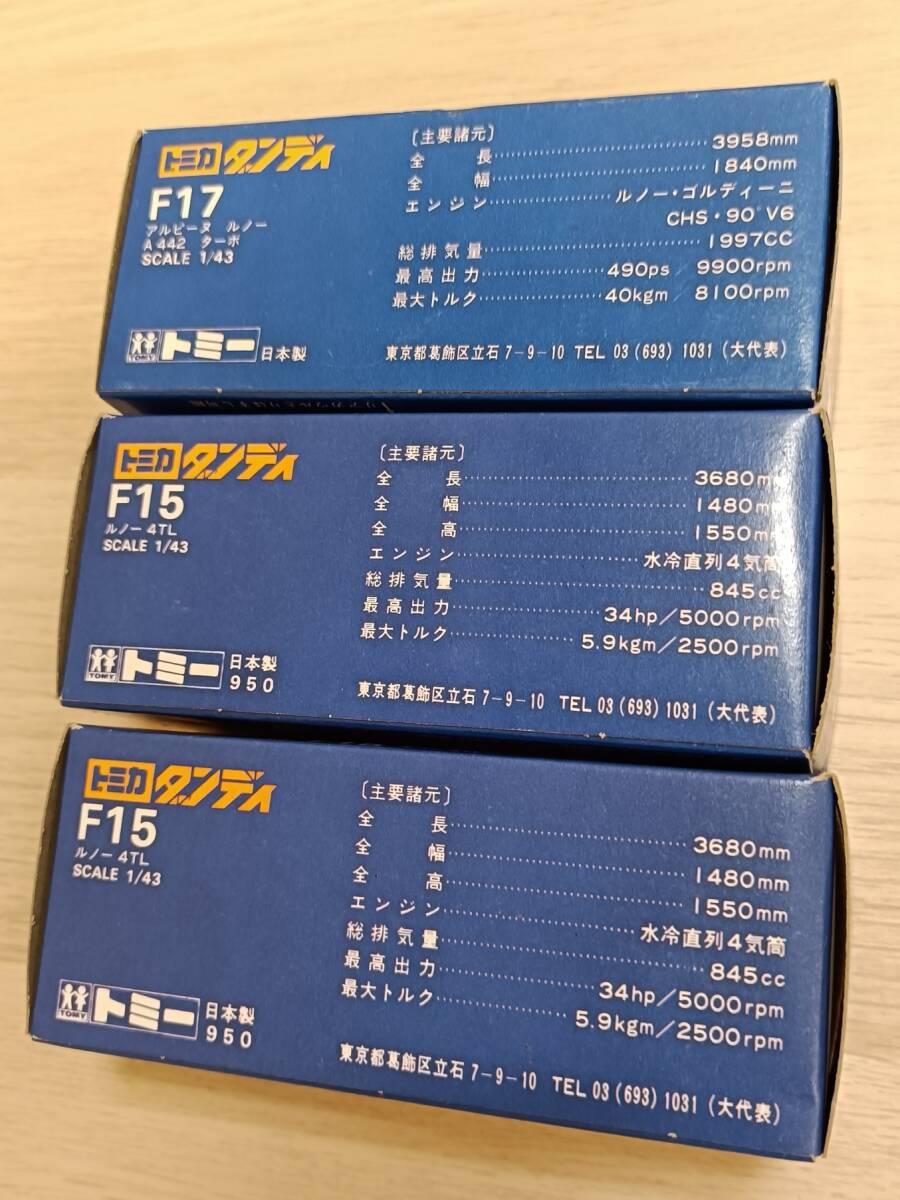 トミカ ダンディ
F17
アルピーヌ ルノー
A442 ターボ
SCALE 1/43
TOMY トミー 日本製
〔主要諸元〕
全長 3958mm
全幅 1840mm
エンジン ルノー・ゴルディーニ
CHS・90°V6
総排気量 1997CC
最高出力 490ps/9900rpm
最大トルク 40kgm/8100rpm
東京都葛飾区立石7-9-10 TEL 03(693)1031(大代表)
トミカ ダンディ
F15
ルノー4TL
SCALE 1/43
TOMY トミー 日本製
950
〔主要諸元〕
全長 3680mm
全幅 1480mm
全高 1550mm
エンジン 水冷直列4気筒
総排気量 845cc
最高出力 34hp/5000rpm
最大トルク 5.9kgm/2500rpm
東京都葛飾区立石7-9-10 TEL 03(693)1031(大代表)
トミカ ダンディ
F15
ルノー4TL
SCALE 1/43
TOMY トミー 日本製
950
〔主要諸元〕
全長 3680mm
全幅 1480mm
全高 1550mm
エンジン 水冷直列4気筒
総排気量 845cc
最高出力 34hp/5000rpm
最大トルク 5.9kgm/2500rpm
東京都葛飾区立石7-9-10 TEL 03(693)1031(大代表)